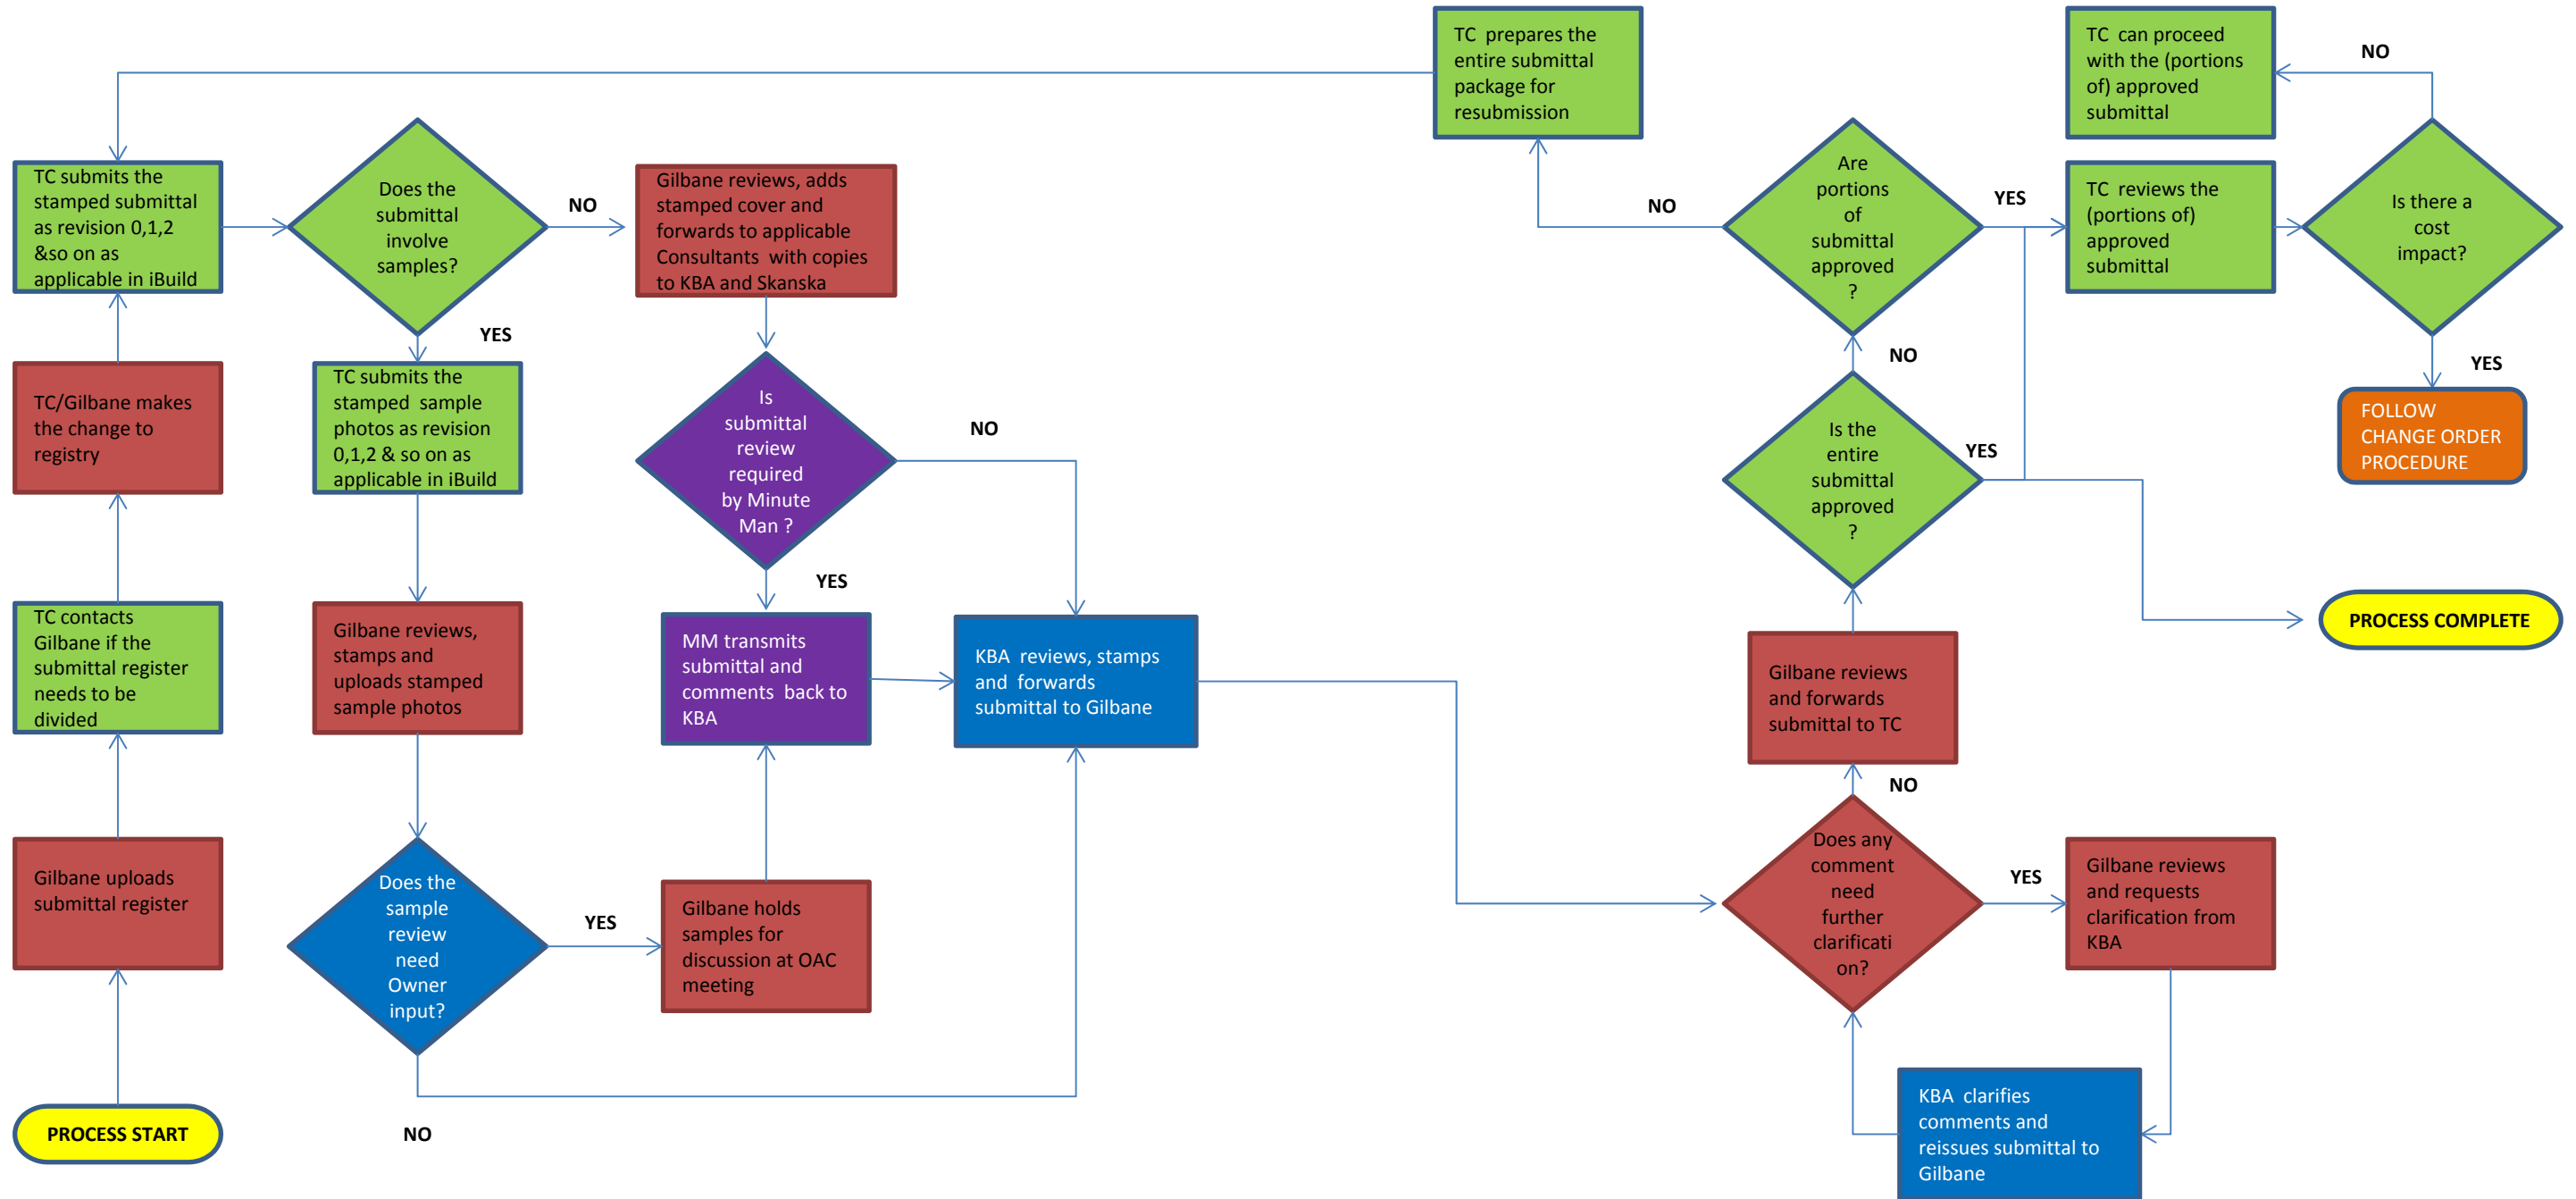 TC prepares the
entire submittal
package for
resubmission
TC can proceed
with the (portions
of) approved
submittal
NO
TC submits the
stamped submittal
as revision 0,1,2
&so on as
applicable in iBuild
Does the
submittal
involve
samples?
NO
YES
Gilbane reviews, adds
stamped cover and
forwards to applicable
Consultants with copies
to KBA and Skanska
NO
Are
portions
of
submittal
approved
?
YES
TC reviews the
(portions of)
approved
submittal
Is there a
cost
impact?
YES
FOLLOW
CHANGE ORDER
PROCEDURE
TC/Gilbane makes
the change to
registry
TC submits the
stamped sample
photos as revision
0,1,2 & so on as
applicable in iBuild
Is
submittal
review
required
by Minute
Man ?
NO
YES
NO
Is the
entire
submittal
approved
?
YES
TC contacts
Gilbane if the
submittal register
needs to be
divided
Gilbane reviews,
stamps and
uploads stamped
sample photos
MM transmits
submittal and
comments back to
KBA
KBA reviews, stamps
and forwards
submittal to Gilbane
Gilbane reviews
and forwards
submittal to TC
PROCESS COMPLETE
NO
Gilbane uploads
submittal register
Does the
sample
review
need
Owner
input?
YES
Gilbane holds
samples for
discussion at OAC
meeting
Does any
comment
need
further
clarificati
on?
YES
Gilbane reviews
and requests
clarification from
KBA
PROCESS START
NO
KBA clarifies
comments and
reissues submittal to
Gilbane